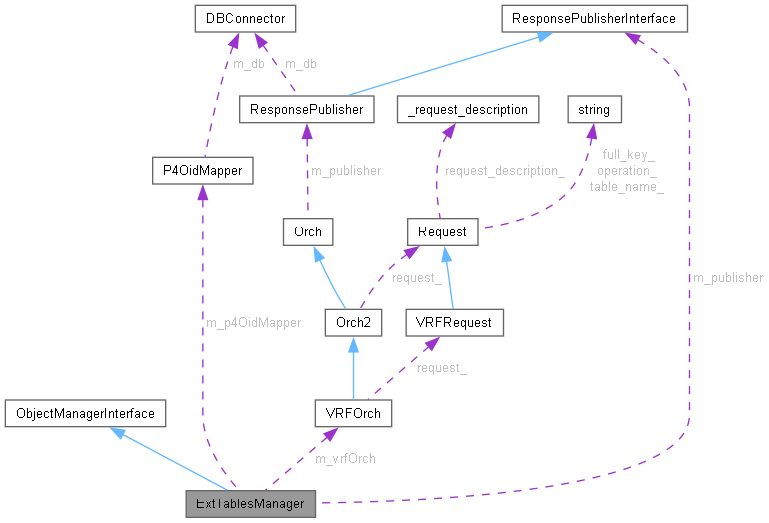 DBConnector
ResponsePublisherInterface
m_db
m_db
ResponsePublisher
_request_description
string
P4OidMapper
m_publisher
request_description_
full_key_
operation_
table_name_
Orch
Request
m_publisher
request_
m_p4OidMapper
Orch2
VRFRequest
request_
ObjectManagerInterface
VRFOrch
m_vrfOrch
ExtTablesManager